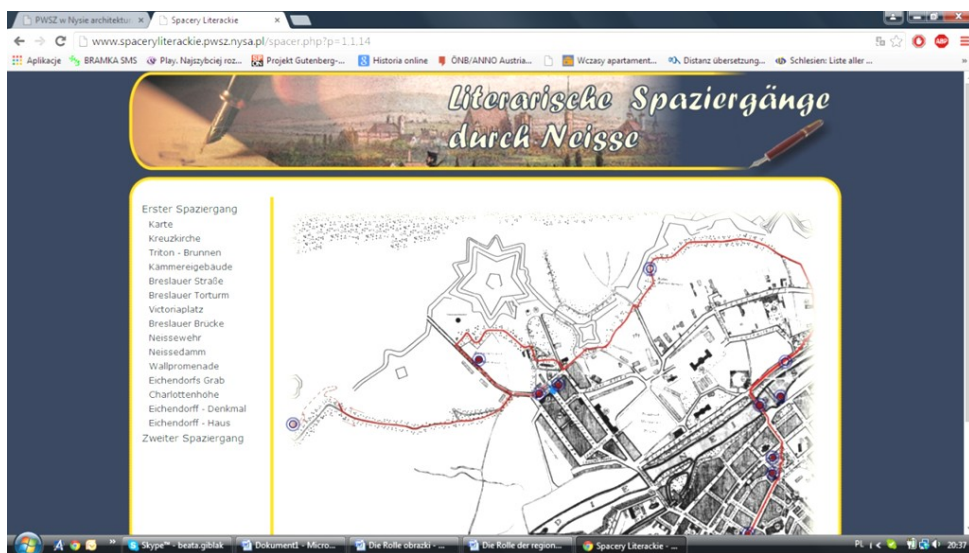 PWSZ w Nysie architektu
Spacery Literackie
www.spaceryliterackie.pwsz.nysa.pl/spacer.php?p=1.1.14
Aplikacje
BRAMKA SMS
Play. Najszybciej roz...
Projekt Gutenberg-...
Historia online
ÖNB/ANNO Austria...
Wczasy apartament...
Distanz übersetzung...
Schlesien: Liste aller ...
Literarische Spaziergänge
durch Neisse
Erster Spaziergang
Karte
Kreuzkirche
Triton - Brunnen
Kämmereigebäude
Breslauer Straße
Breslauer Torturm
Victoriaplatz
Breslauer Brücke
Neissewehr
Neissedamm
Wallpromenade
Eichendorfs Grab
Charlottenhöhe
Eichendorff - Denkmal
Eichendorff - Haus
Zweiter Spaziergang
Skype™ - beata.giblak
Dokument1 - Micro...
Die Rolle obrazki - ...
Die Rolle der region...
Spacery Literackie - ...
PL
20:37